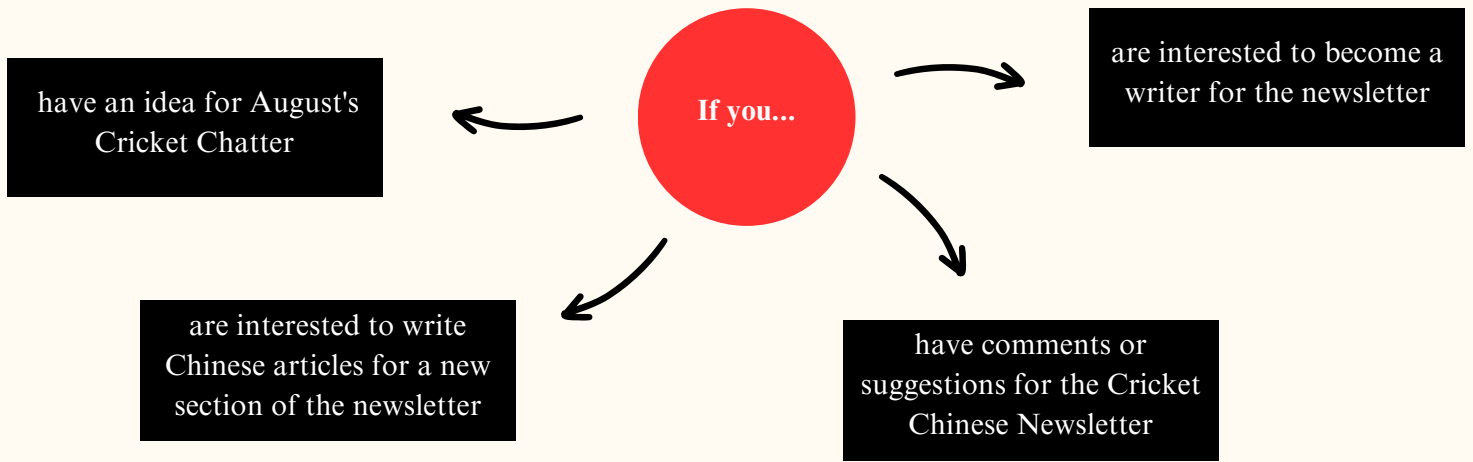 If you...
have an idea for August's
Cricket Chatter
are interested to become a
writer for the newsletter
are interested to write
Chinese articles for a new
section of the newsletter
have comments or
suggestions for the Cricket
Chinese Newsletter